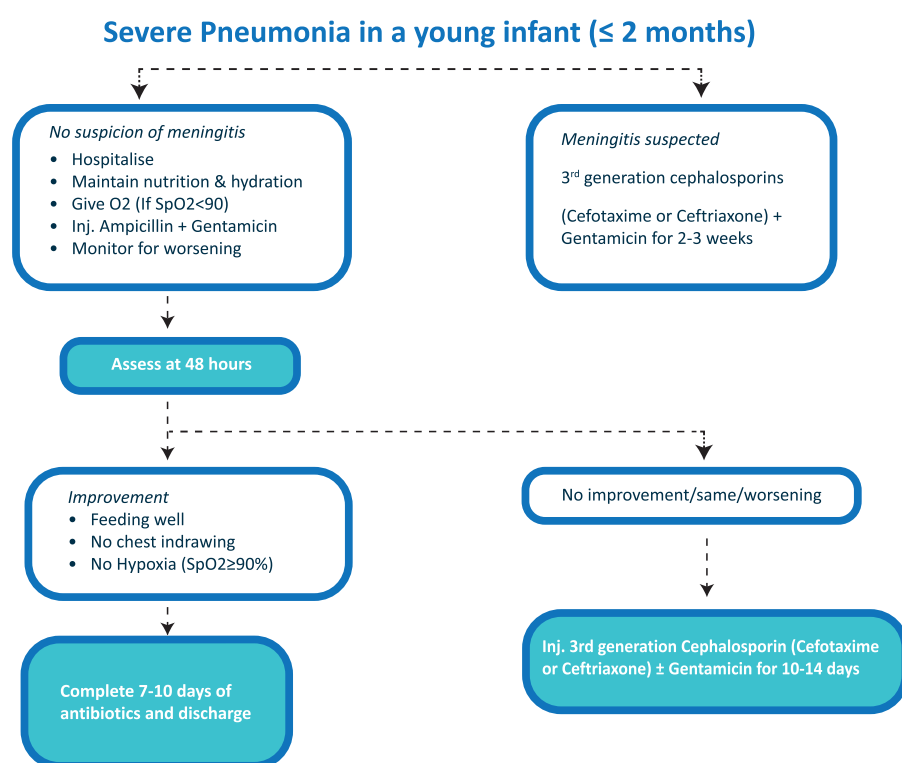 Severe Pneumonia in a young infant (≤ 2 months)
No suspicion of meningitis
• Hospitalise
• Maintain nutrition & hydration
• Give O2 (If SpO2<90)
• Inj. Ampicillin + Gentamicin
• Monitor for worsening
Meningitis suspected
3rd generation cephalosporins
(Cefotaxime or Ceftriaxone) +
Gentamicin for 2-3 weeks
Assess at 48 hours
Improvement
• Feeding well
• No chest indrawing
• No Hypoxia (SpO2≥90%)
No improvement/same/worsening
Complete 7-10 days of
antibiotics and discharge
Inj. 3rd generation Cephalosporin (Cefotaxime
or Ceftriaxone) ± Gentamicin for 10-14 days